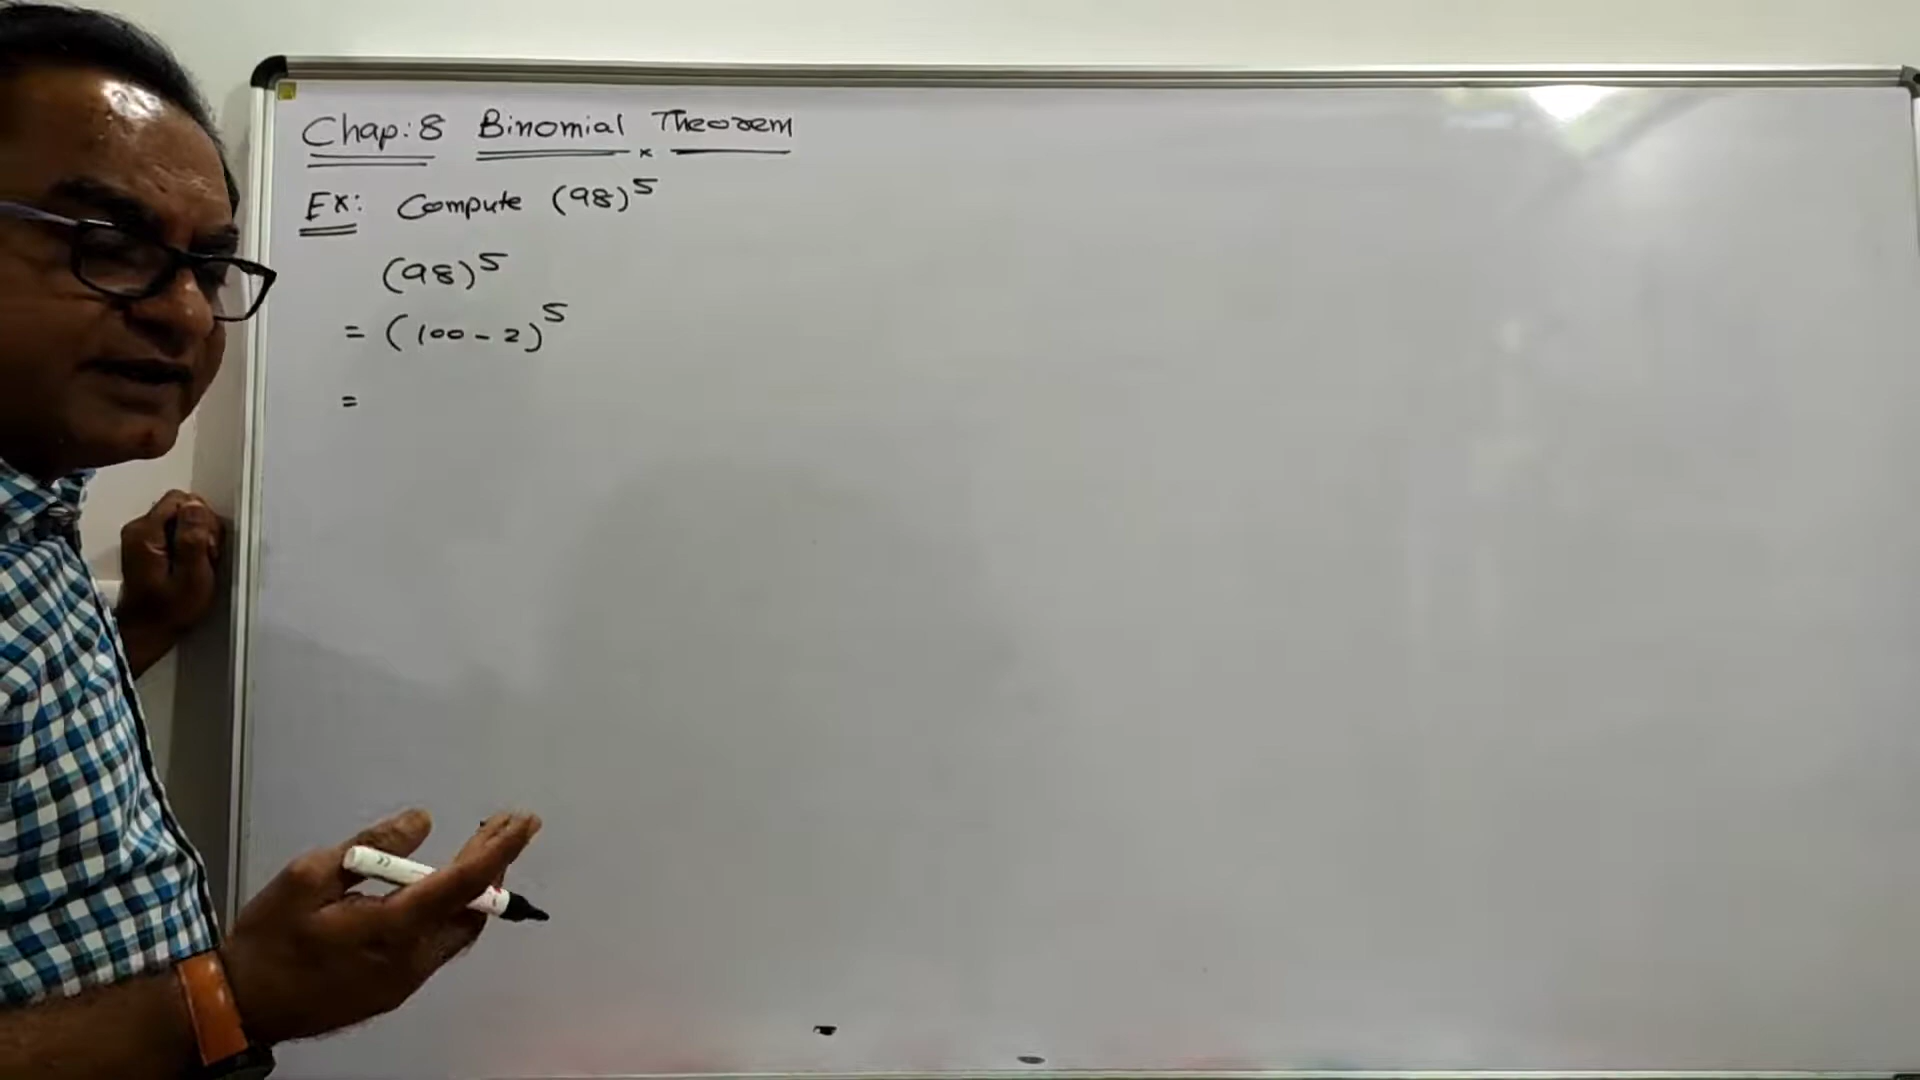 Chap: 8 Binomial Theorem
Ex: Compute (98)^5
(98)^5
= (100 - 2)^5
=